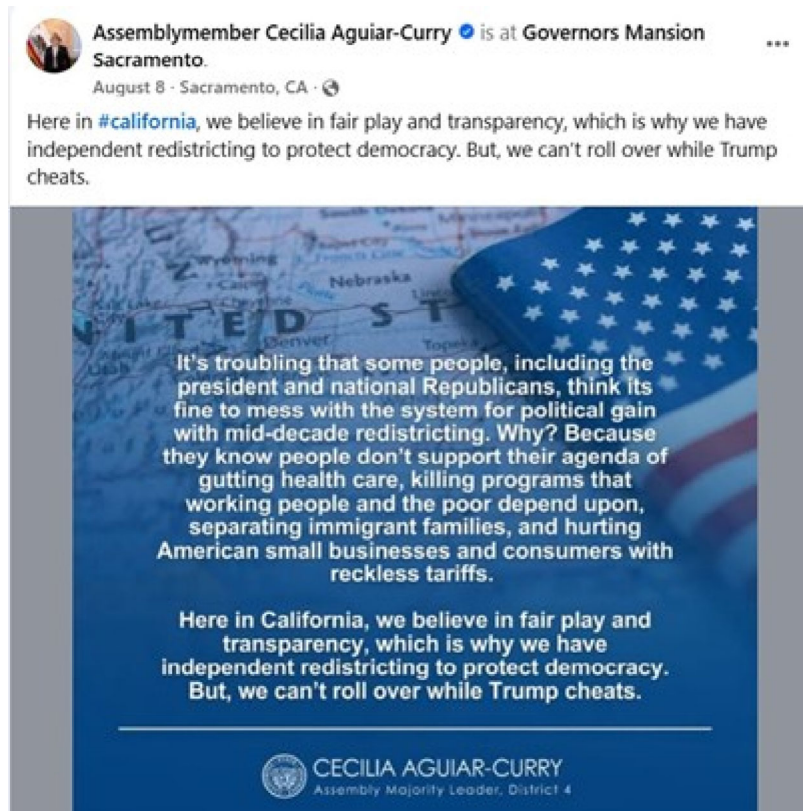 Assemblymember Cecilia Aguiar-Curry is at Governors Mansion
Sacramento.
August 8 · Sacramento, CA ·
Here in #california, we believe in fair play and transparency, which is why we have
independent redistricting to protect democracy. But, we can't roll over while Trump
cheats.
South Dakota
Minneapolis
Wyoming
Nebraska
NITED ST
Denver
Topeka
Utah
It's troubling that some people, including the
president and national Republicans, think its
fine to mess with the system for political gain
with mid-decade redistricting. Why? Because
they know people don't support their agenda of
gutting health care, killing programs that
working people and the poor depend upon,
separating immigrant families, and hurting
American small businesses and consumers with
reckless tariffs.
Here in California, we believe in fair play and
transparency, which is why we have
independent redistricting to protect democracy.
But, we can't roll over while Trump cheats.
CECILIA AGUIAR-CURRY
Assembly Majority Leader, District 4